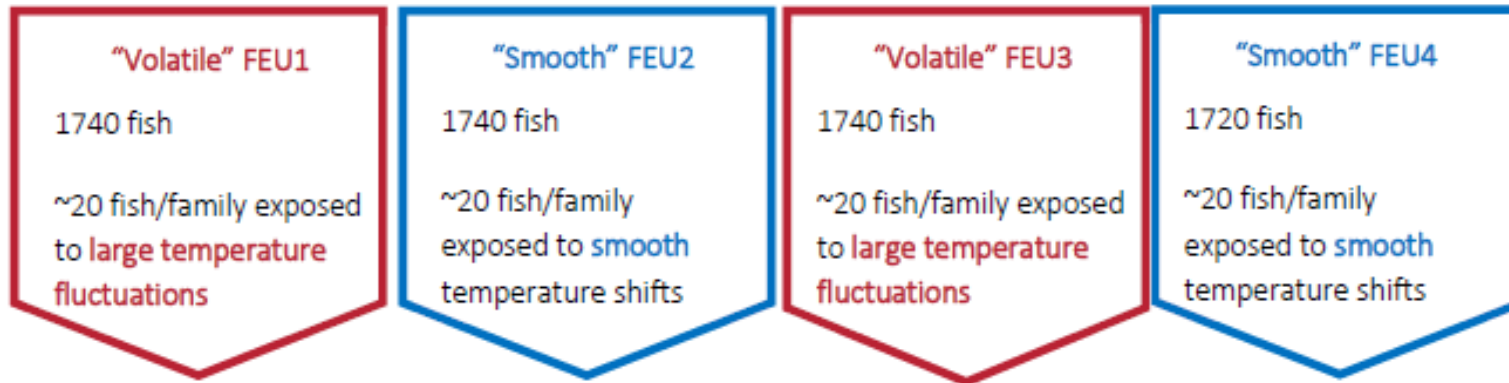 “Volatile” FEU1
1740 fish
~20 fish/family exposed
to large temperature
fluctuations
“Smooth” FEU2
1740 fish
~20 fish/family
exposed to smooth
temperature shifts
“Volatile” FEU3
1740 fish
~20 fish/family exposed
to large temperature
fluctuations
“Smooth” FEU4
1720 fish
~20 fish/family
exposed to smooth
temperature shifts